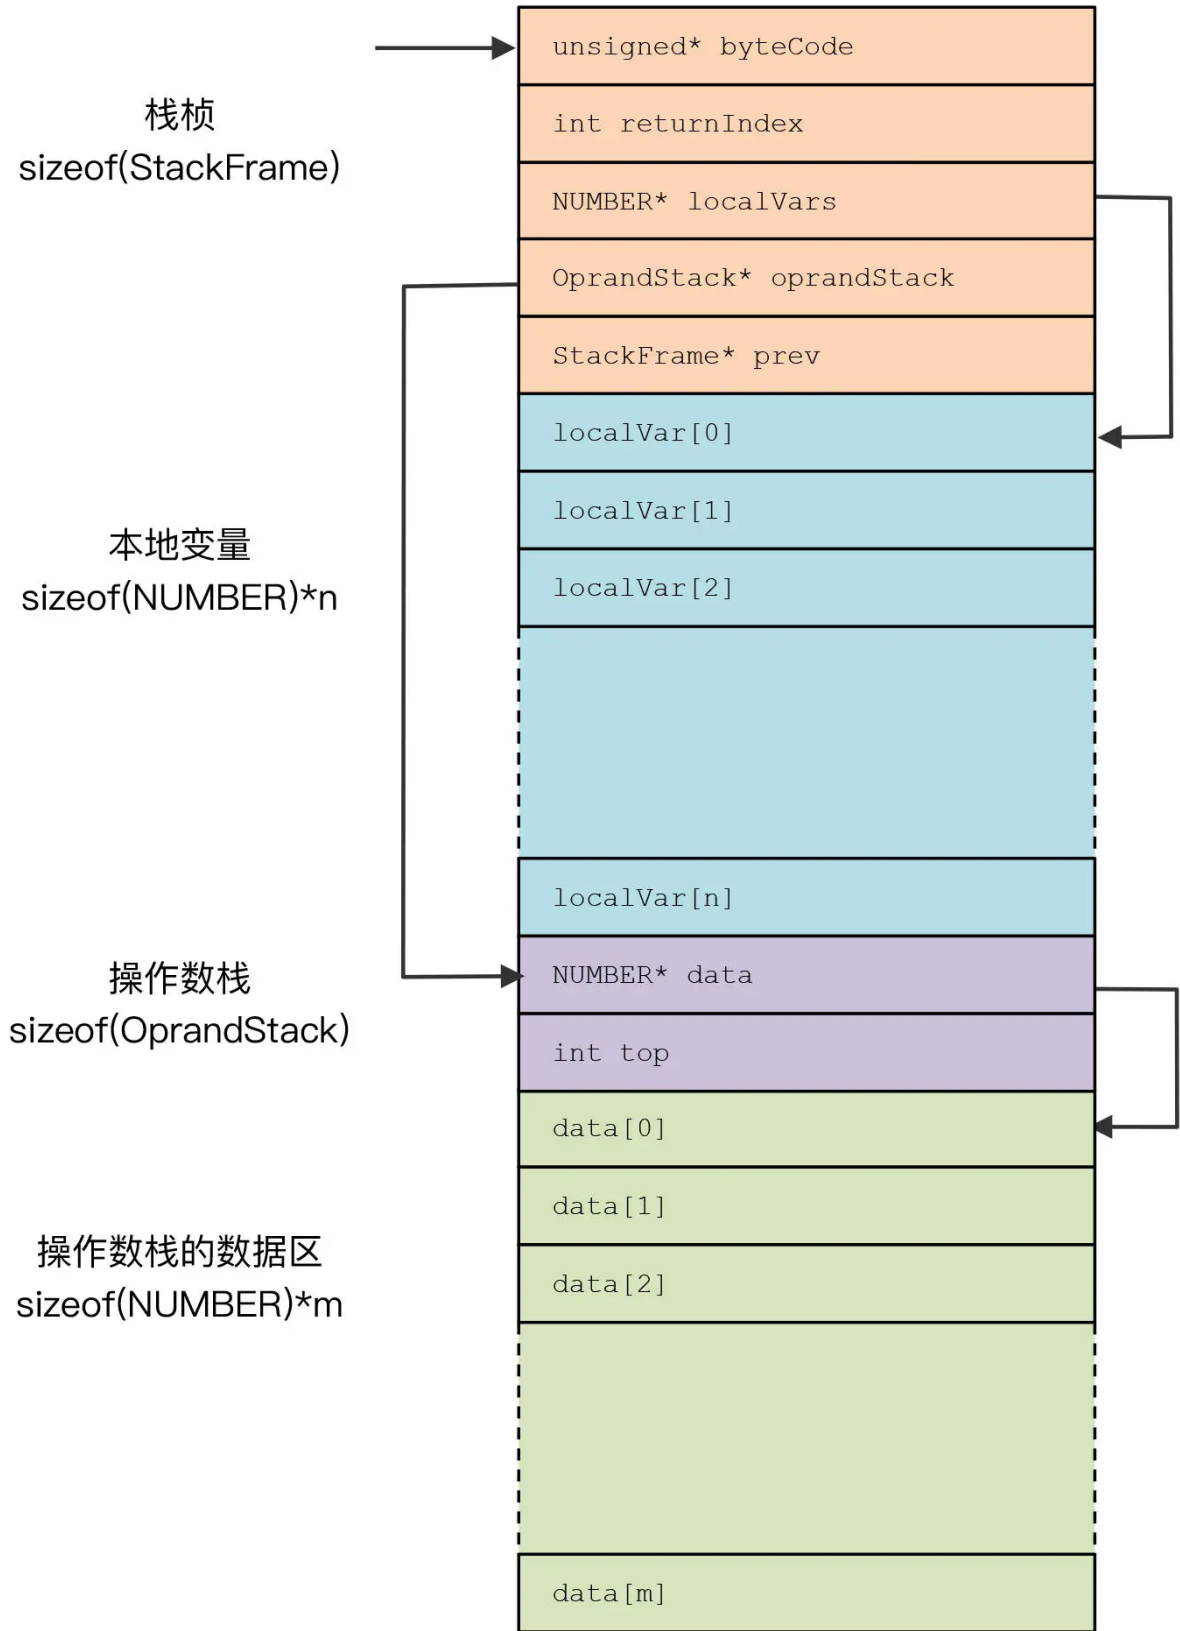 unsigned* byteCode
int returnIndex
栈桢
sizeof(StackFrame)
NUMBER* localVars
OprandStack* oprandStack
StackFrame* prev
localVar[0]
localVar[1]
本地变量
sizeof(NUMBER)*n
localVar[2]
localVar[n]
操作数栈
sizeof(OprandStack)
NUMBER* data
int top
data[0]
data[1]
操作数栈的数据区
sizeof(NUMBER)*m
data[2]
data[m]